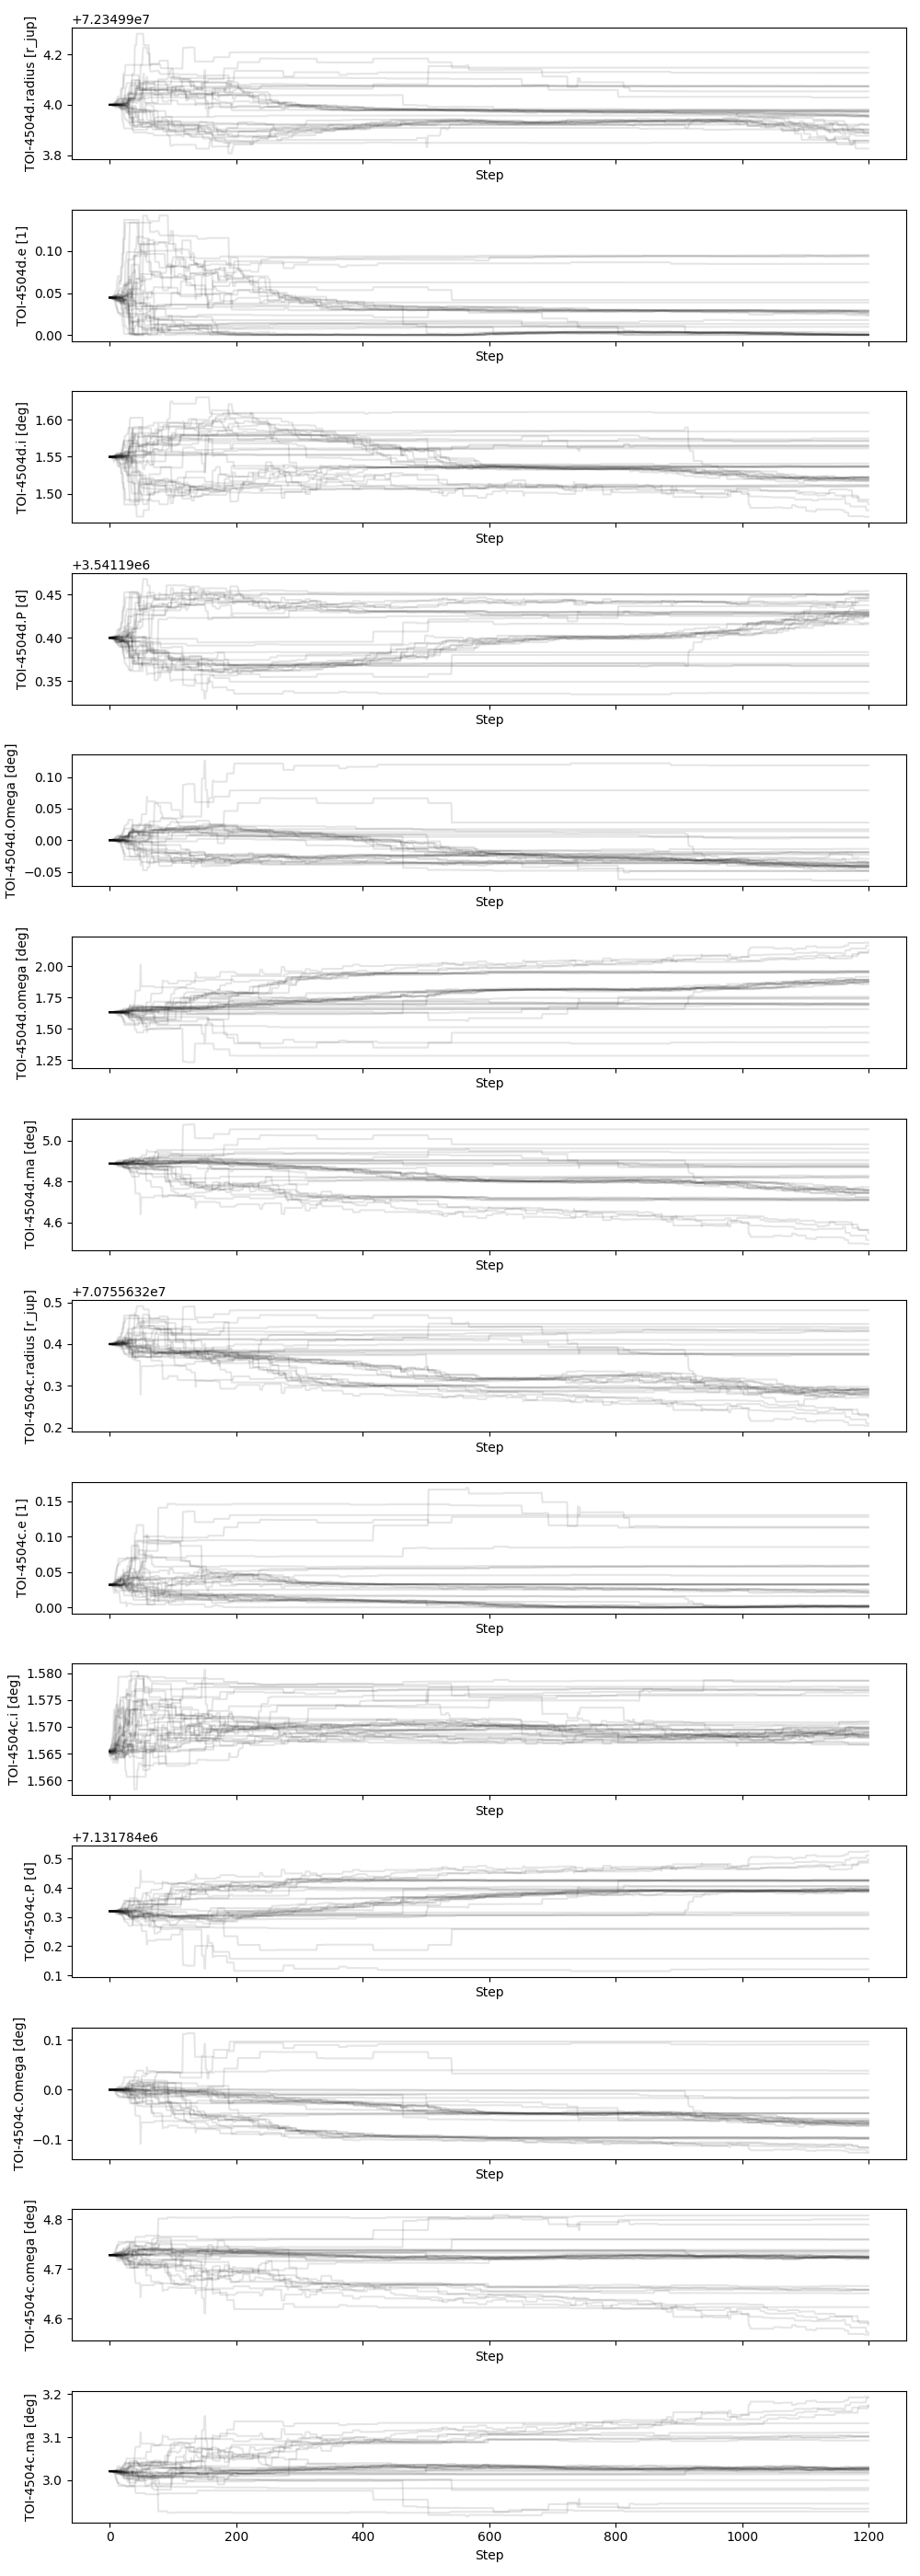 +7.23499e7
TOI-4504d.radius [r_jup]
4.2
4.0
3.8
Step
TOI-4504d.e [1]
0.10
0.05
0.00
Step
TOI-4504d.i [deg]
1.60
1.55
1.50
Step
+3.54119e6
TOI-4504d.P [d]
0.45
0.40
0.35
Step
TOI-4504d.Omega [deg]
0.10
0.05
0.00
−0.05
Step
TOI-4504d.omega [deg]
2.00
1.75
1.50
1.25
Step
TOI-4504d.ma [deg]
5.0
4.8
4.6
Step
+7.0755632e7
TOI-4504c.radius [r_jup]
0.5
0.4
0.3
0.2
Step
TOI-4504c.e [1]
0.15
0.10
0.05
0.00
Step
TOI-4504c.i [deg]
1.580
1.575
1.570
1.565
1.560
Step
+7.131784e6
TOI-4504c.P [d]
0.5
0.4
0.3
0.2
0.1
Step
TOI-4504c.Omega [deg]
0.1
0.0
−0.1
Step
TOI-4504c.omega [deg]
4.8
4.7
4.6
Step
TOI-4504c.ma [deg]
3.2
3.1
3.0
0 200 400 600 800 1000 1200
Step